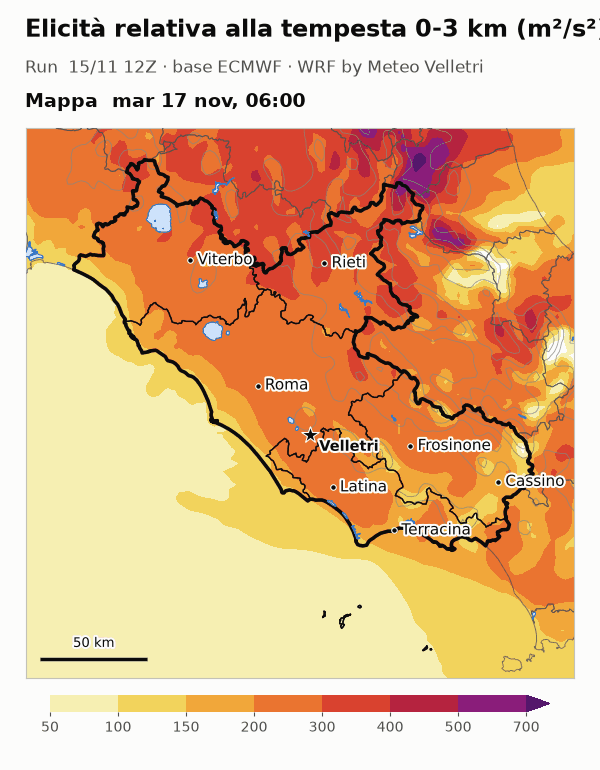 Elicità relativa alla tempesta 0-3 km (m²/s²)
Run  15/11 12Z · base ECMWF · WRF by Meteo Velletri
Mappa  mar 17 nov, 06:00
Viterbo
Rieti
Roma
Velletri
Frosinone
Latina
Cassino
Terracina
50 km
50 100 150 200 300 400 500 700